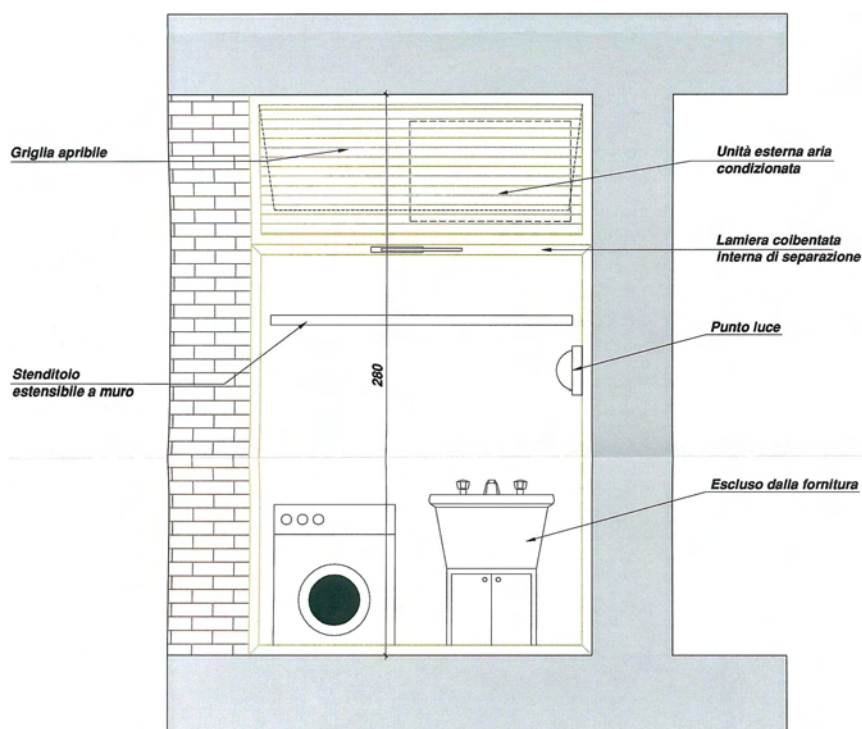 Griglia apribile
Unità esterna aria
condizionata
Lamiera colbentata
interna di separazione
Punto luce
Stenditoio
estensibile a muro
280
Escluso dalla fornitura